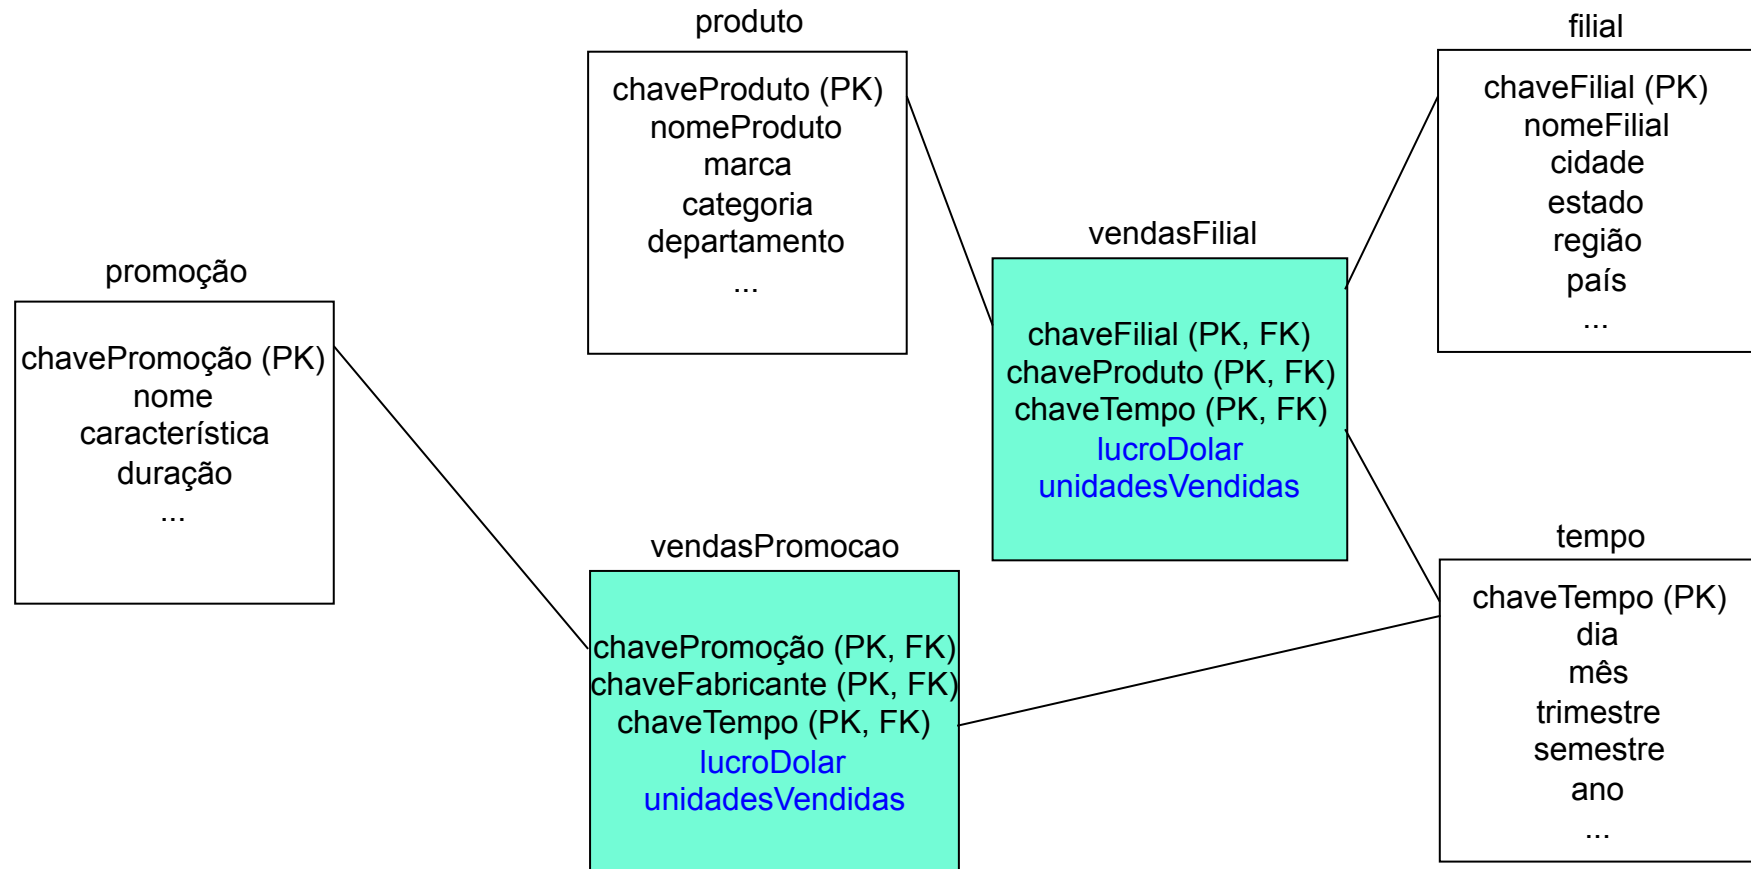 produto
chaveProduto (PK)
nomeProduto
marca
categoria
departamento
...
filial
chaveFilial (PK)
nomeFilial
cidade
estado
região
país
...
vendasFilial
chaveFilial (PK, FK)
chaveProduto (PK, FK)
chaveTempo (PK, FK)
lucroDolar
unidadesVendidas
promoção
chavePromoção (PK)
nome
característica
duração
...
vendasPromocao
chavePromoção (PK, FK)
chaveFabricante (PK, FK)
chaveTempo (PK, FK)
lucroDolar
unidadesVendidas
tempo
chaveTempo (PK)
dia
mês
trimestre
semestre
ano
...